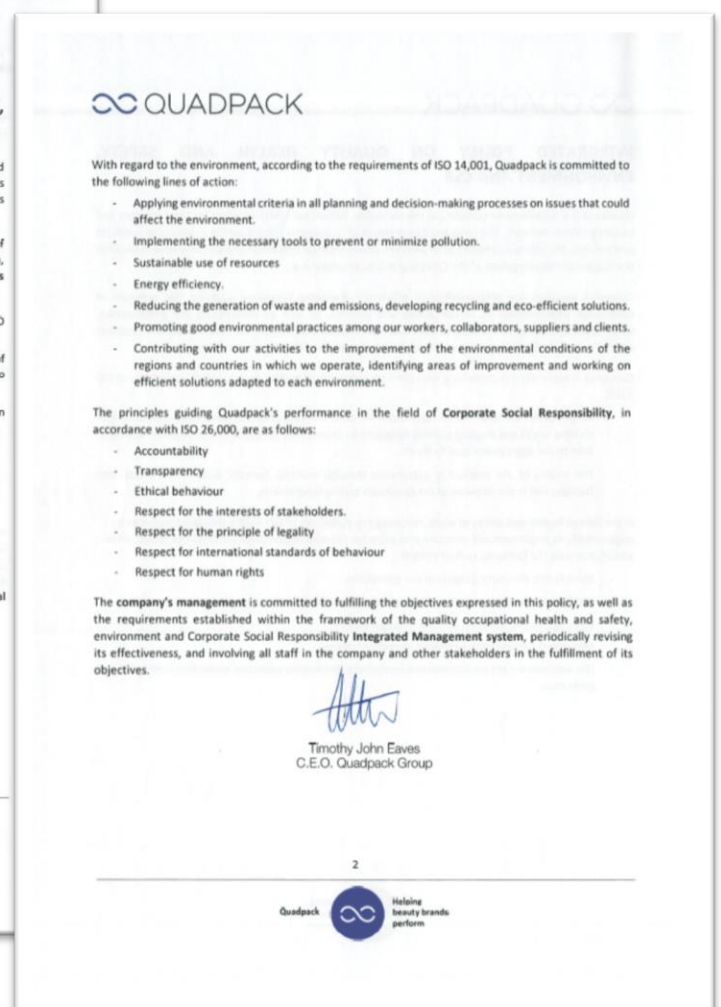 QUADPACK
With regard to the environment, according to the requirements of ISO 14,001, Quadpack is committed to
the following lines of action:
- Applying environmental criteria in all planning and decision-making processes on issues that could
affect the environment.
- Implementing the necessary tools to prevent or minimize pollution.
- Sustainable use of resources
- Energy efficiency.
- Reducing the generation of waste and emissions, developing recycling and eco-efficient solutions.
- Promoting good environmental practices among our workers, collaborators, suppliers and clients.
- Contributing with our activities to the improvement of the environmental conditions of the
regions and countries in which we operate, identifying areas of improvement and working on
efficient solutions adapted to each environment.
The principles guiding Quadpack's performance in the field of Corporate Social Responsibility, in
accordance with ISO 26,000, are as follows:
- Accountability
- Transparency
- Ethical behaviour
- Respect for the interests of stakeholders.
- Respect for the principle of legality
- Respect for international standards of behaviour
- Respect for human rights
The company's management is committed to fulfilling the objectives expressed in this policy, as well as
the requirements established within the framework of the quality occupational health and safety,
environment and Corporate Social Responsibility Integrated Management system, periodically revising
its effectiveness, and involving all staff in the company and other stakeholders in the fulfillment of its
objectives.
Timothy John Eaves
C.E.O. Quadpack Group
2
Quadpack
Helping
beauty brands
perform